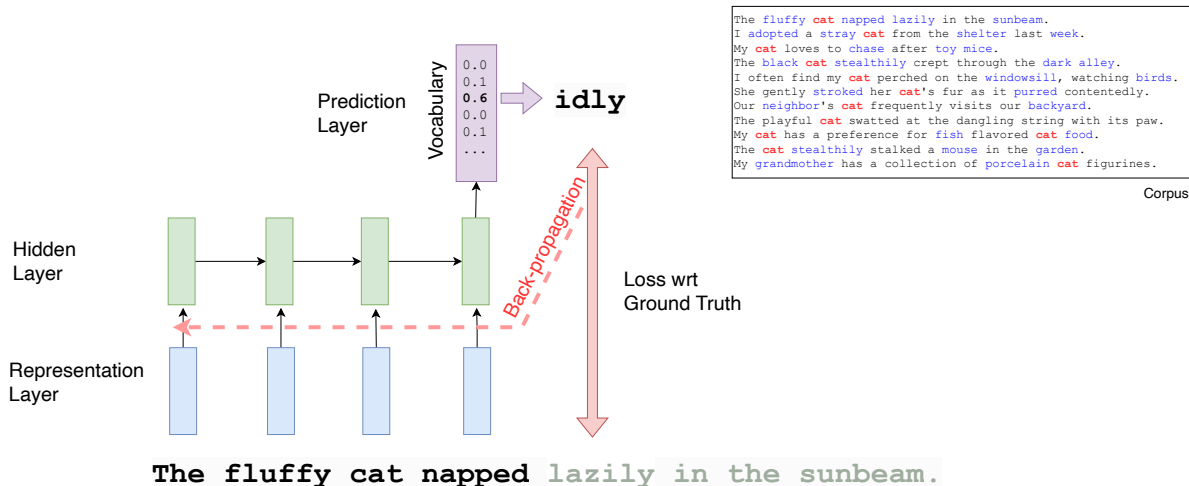 The fluffy cat napped lazily in the sunbeam.
I adopted a stray cat from the shelter last week.
My cat loves to chase after toy mice.
The black cat stealthily crept through the dark alley.
I often find my cat perched on the windowsill, watching birds.
She gently stroked her cat's fur as it purred contentedly.
Our neighbor's cat frequently visits our backyard.
The playful cat swatted at the dangling string with its paw.
My cat has a preference for fish flavored cat food.
The cat stealthily stalked a mouse in the garden.
My grandmother has a collection of porcelain cat figurines.
Corpus
Prediction
Layer
Vocabulary
0.0
0.1
0.6
0.0
0.1
...
idly
Hidden
Layer
Back-propagation
Loss wrt
Ground Truth
Representation
Layer
The fluffy cat napped lazily in the sunbeam.